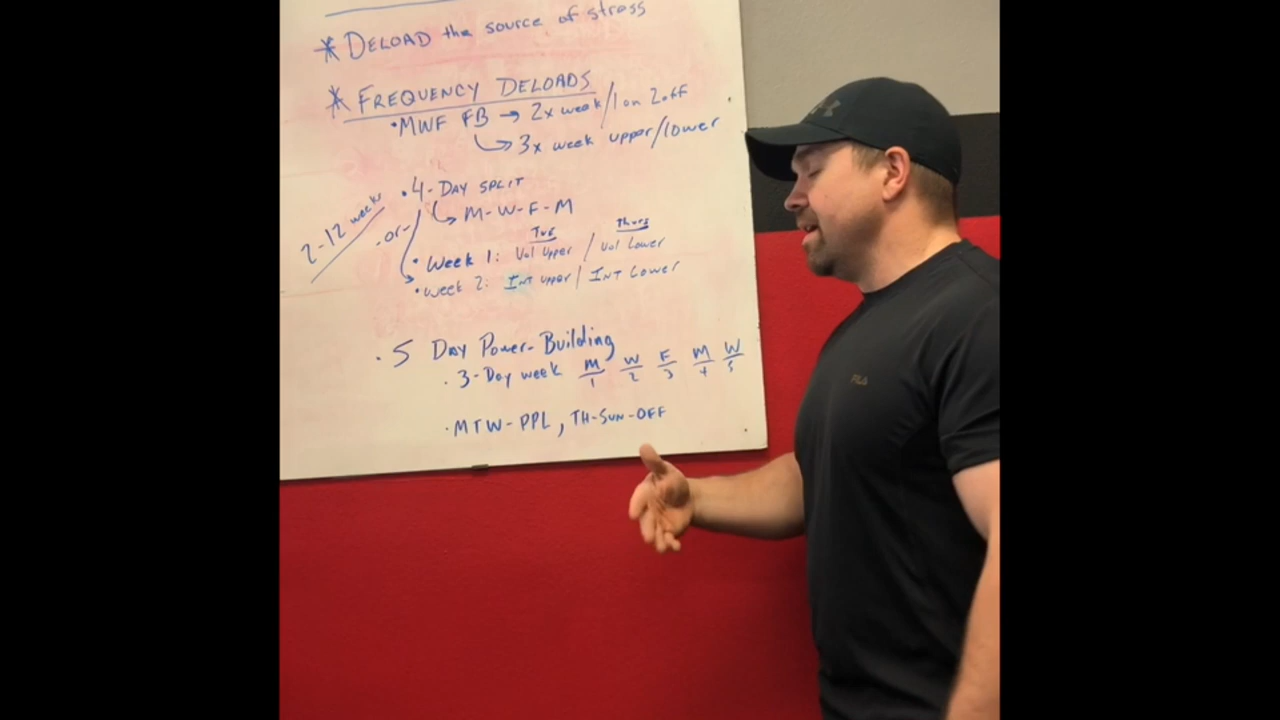 * DELOAD the source of stress
* FREQUENCY DELOADS
• MWF FB → 2x week/1 on 2 off
↳ 3x week upper/lower
2-12 weeks
• 4-DAY SPLIT
↳ M-W-F-M
-or-
Tue Thurs
• Week 1: Vol Upper / Vol Lower
• Week 2: INT upper / INT Lower
• 5 Day Power-Building
• 3-Day week M W F M W
1 2 3 4 5
• MTW-PPL, TH-SUN-OFF
FILA